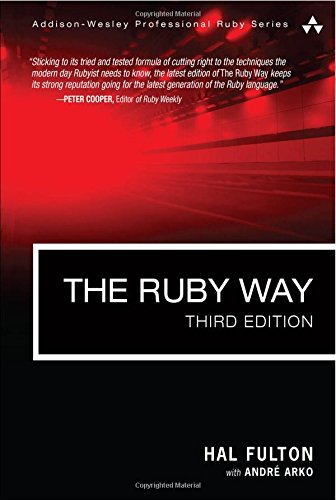 Addison-Wesley Professional Ruby Series
"Sticking to its tried and tested formula of cutting right to the techniques the
modern day Rubyist needs to know, the latest edition of The Ruby Way keeps
its strong reputation going for the latest generation of the Ruby language."
—PETER COOPER, Editor of Ruby Weekly
THE RUBY WAY
THIRD EDITION
HAL FULTON
with ANDRÉ ARKO